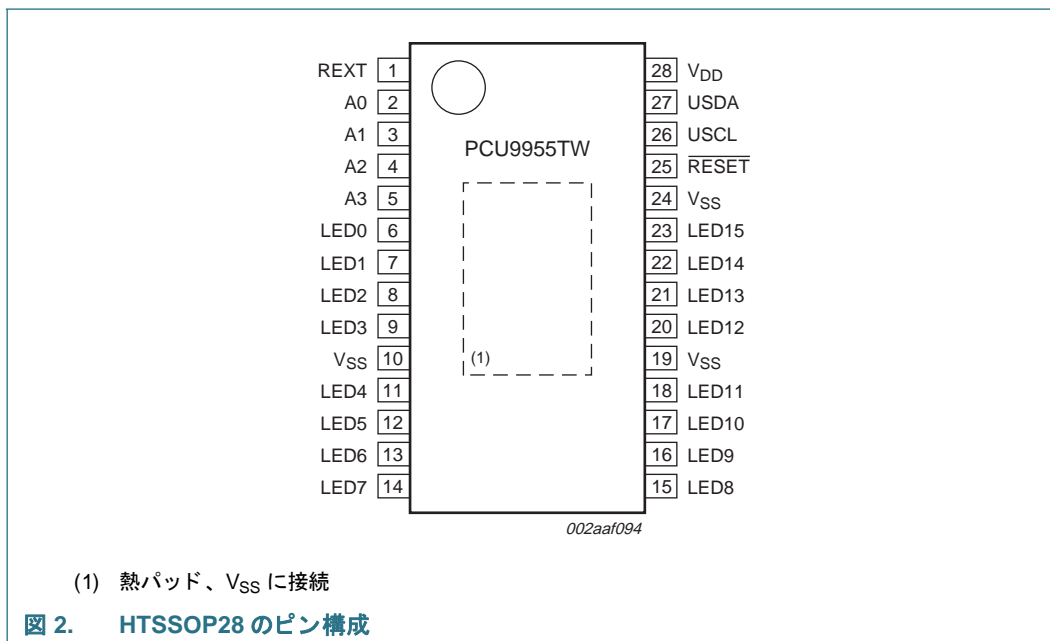 REXT 1 28 VDD
A0 2 27 USDA
A1 3 26 USCL
PCU9955TW
A2 4 25 RESET
A3 5 24 VSS
LED0 6 23 LED15
LED1 7 22 LED14
LED2 8 21 LED13
LED3 9 20 LED12
VSS 10 (1) 19 VSS
LED4 11 18 LED11
LED5 12 17 LED10
LED6 13 16 LED9
LED7 14 15 LED8
002aaf094
(1) 熱パッド、VSS に接続
図 2. HTSSOP28 のピン構成